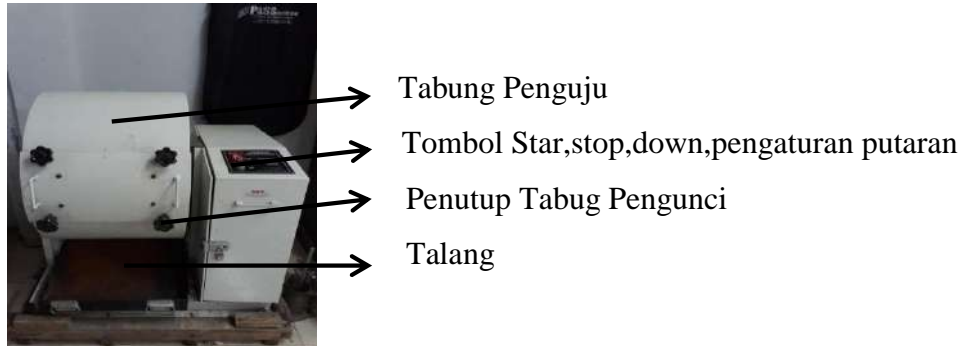 Tabung Penguju
Tombol Star,stop,down,pengaturan putaran
Penutup Tabug Pengunci
Talang